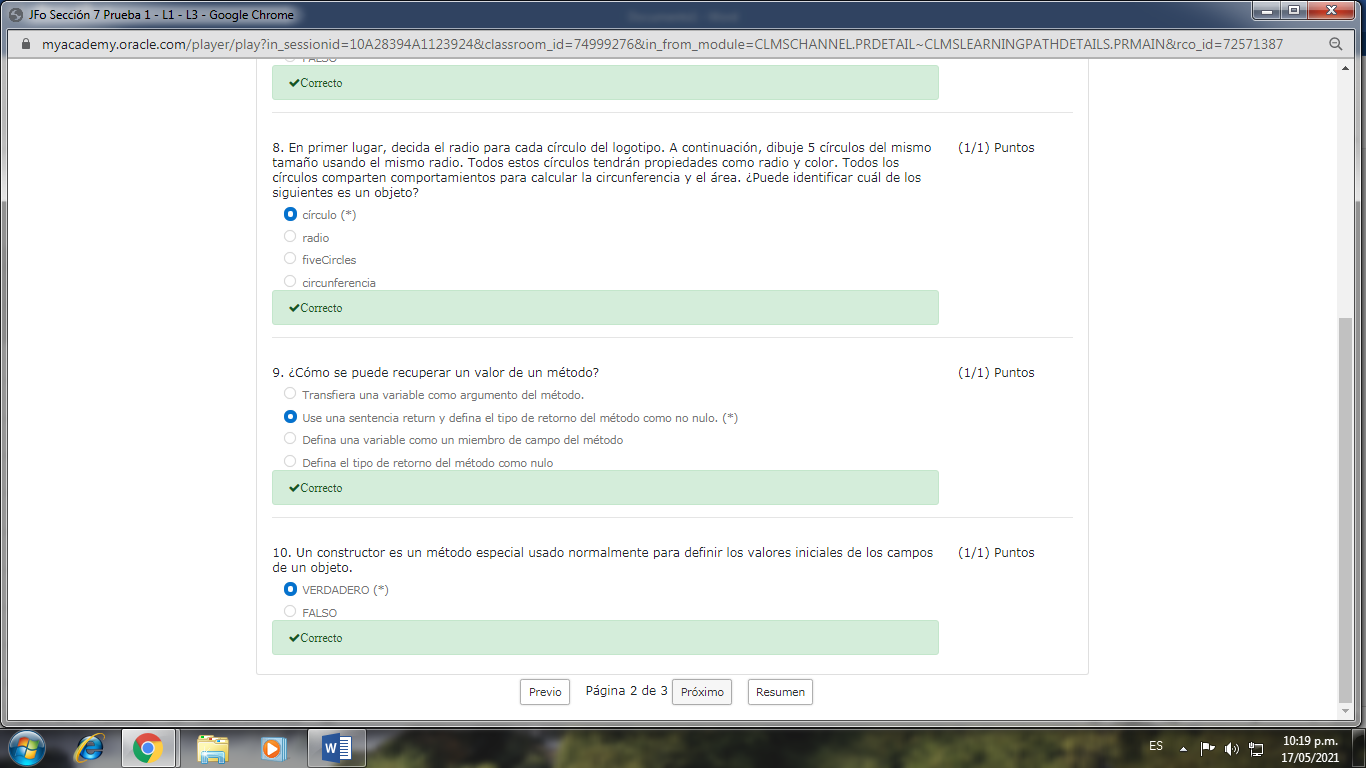 JFo Sección 7 Prueba 1 - L1 - L3 - Google Chrome
myacademy.oracle.com/player/play?in_sessionid=10A28394A1123924&classroom_id=74999276&in_from_module=CLMSCHANNEL.PRDETAIL~CLMSLEARNINGPATHDETAILS.PRMAIN&rco_id=72571387
FALSO
Correcto
8. En primer lugar, decida el radio para cada círculo del logotipo. A continuación, dibuje 5 círculos del mismo (1/1) Puntos
tamaño usando el mismo radio. Todos estos círculos tendrán propiedades como radio y color. Todos los
círculos comparten comportamientos para calcular la circunferencia y el área. ¿Puede identificar cuál de los
siguientes es un objeto?
círculo (*)
radio
fiveCircles
circunferencia
Correcto
9. ¿Cómo se puede recuperar un valor de un método? (1/1) Puntos
Transfiera una variable como argumento del método.
Use una sentencia return y defina el tipo de retorno del método como no nulo. (*)
Defina una variable como un miembro de campo del método
Defina el tipo de retorno del método como nulo
Correcto
10. Un constructor es un método especial usado normalmente para definir los valores iniciales de los campos (1/1) Puntos
de un objeto.
VERDADERO (*)
FALSO
Correcto
Previo Página 2 de 3 Próximo Resumen
ES 10:19 p.m.
17/05/2021